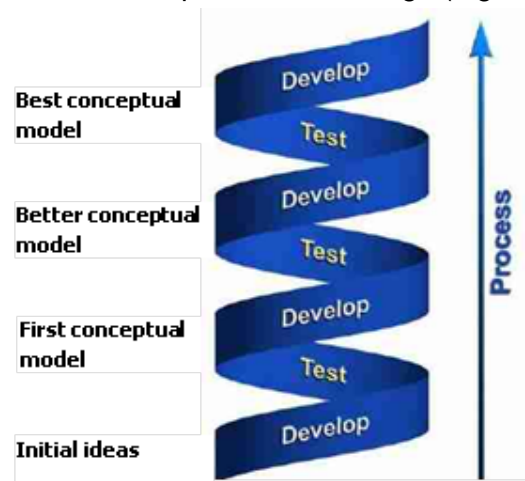 Develop
Best conceptual
model
Test
Develop
Better conceptual
model
Test
Process
Develop
First conceptual
model
Test
Develop
Initial ideas